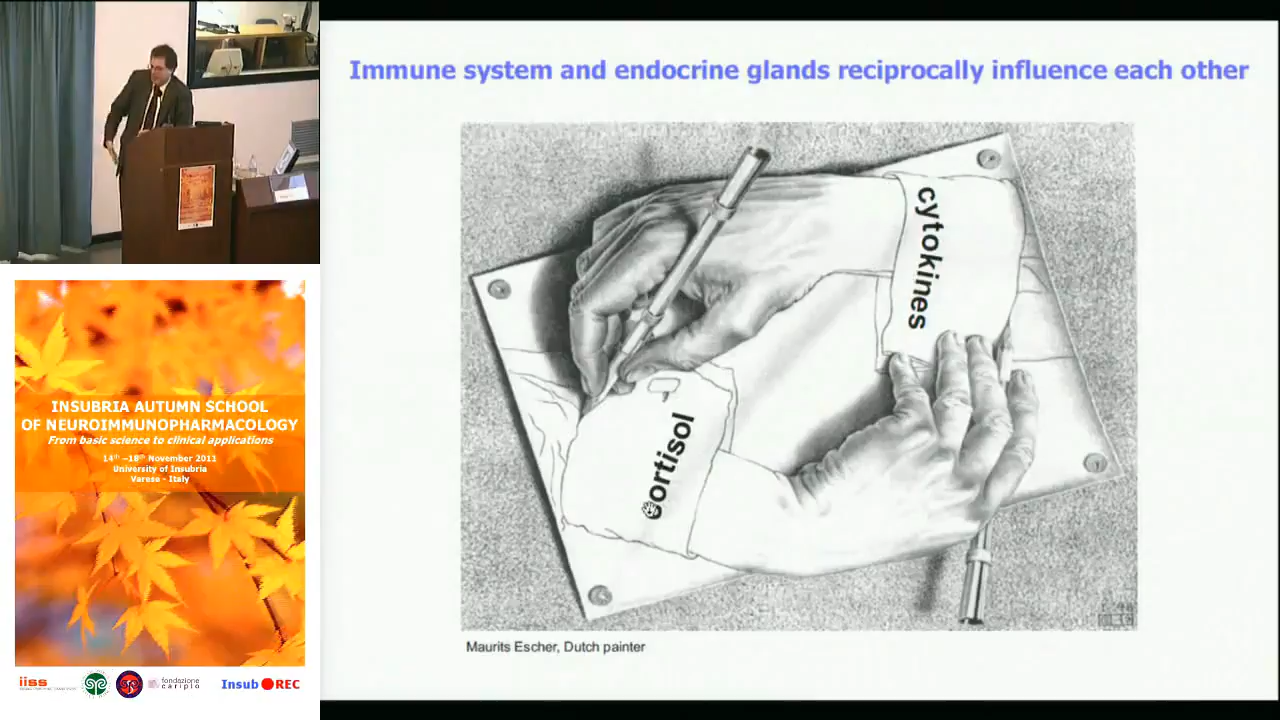 Immune system and endocrine glands reciprocally influence each other
cytokines
cortisol
Maurits Escher, Dutch painter
INSUBRIA AUTUMN SCHOOL
OF NEUROIMMUNOPHARMACOLOGY
From basic science to clinical applications
14th –18th November 2011
University of Insubria
Varese - Italy
iiss
fondazione
cariplo
Insub REC